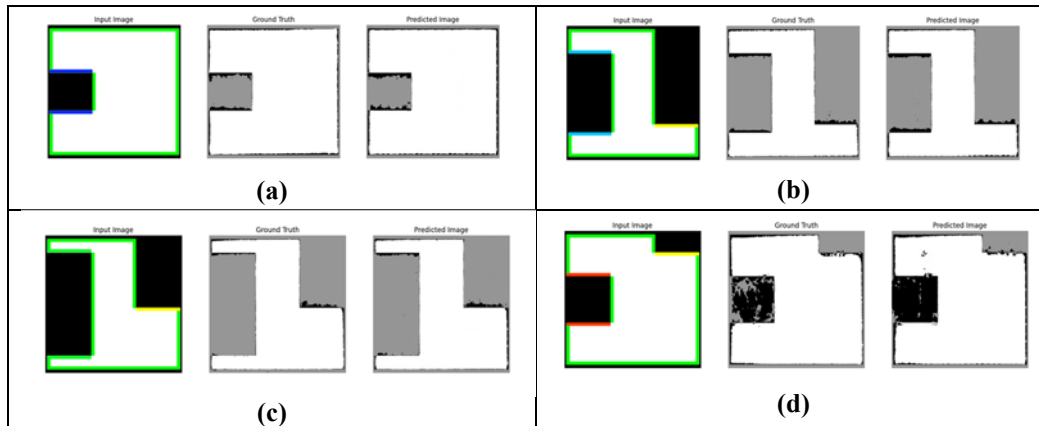 Input Image Ground Truth Predicted Image
(a)
Input Image Ground Truth Predicted Image
(b)
Input Image Ground Truth Predicted Image
(c)
Input Image Ground Truth Predicted Image
(d)